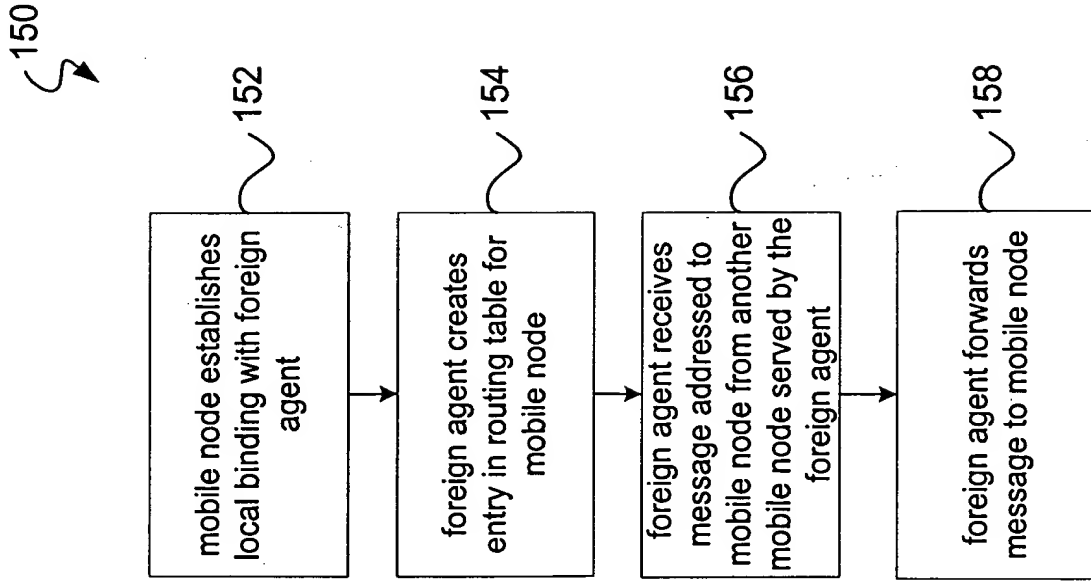 150
mobile node establishes
local binding with foreign
agent
152
foreign agent creates
entry in routing table for
mobile node
154
foreign agent receives
message addressed to
mobile node from another
mobile node served by the
foreign agent
156
foreign agent forwards
message to mobile node
158